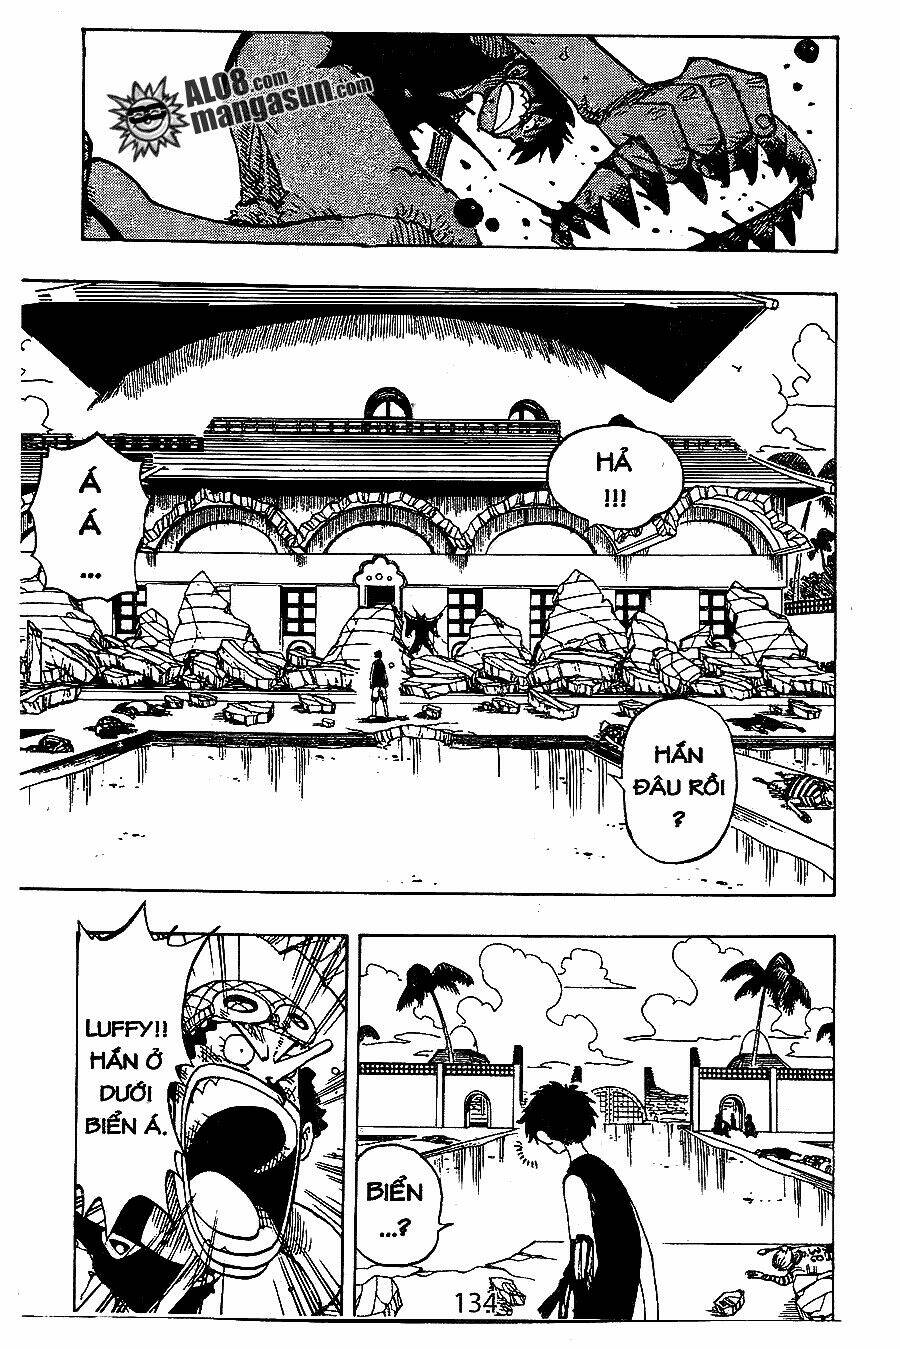 ALO8.com
mangasun.com
HẢ
!!!
Á
Á
...
HẮN
ĐÂU RỒI
?
LUFFY!!
HẮN Ở
DƯỚI
BIỂN Á.
BIỂN
...?
134